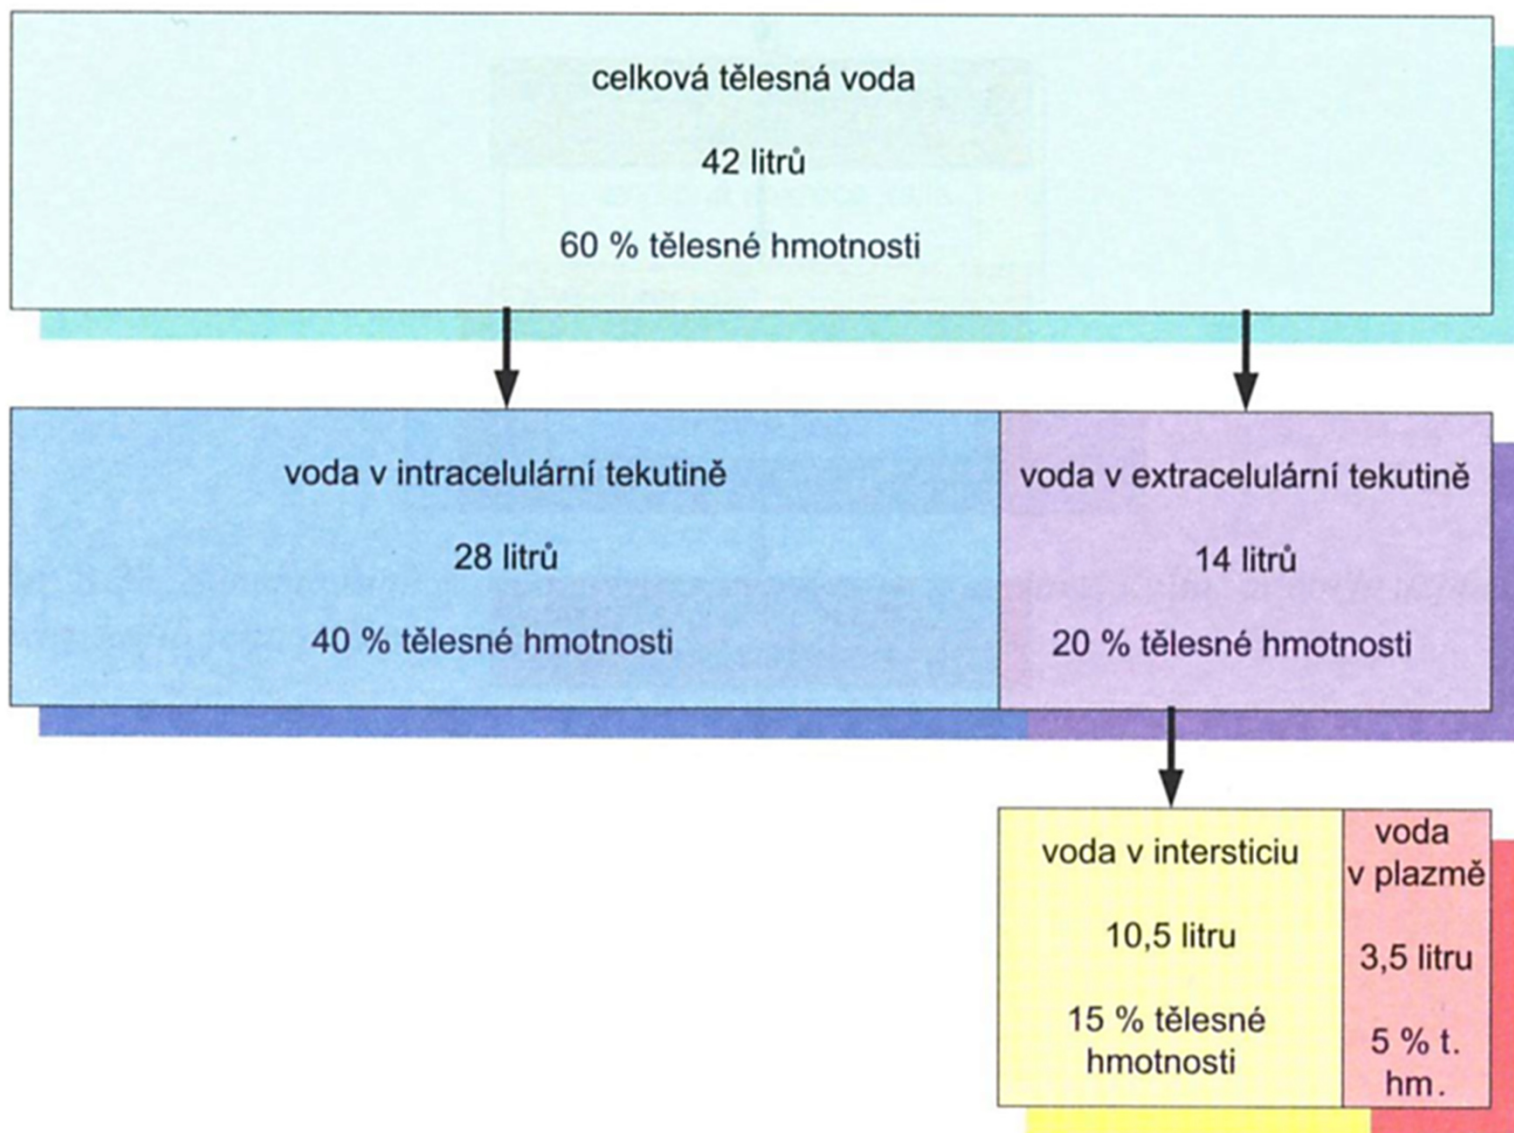 celková tělesná voda
42 litrů
60 % tělesné hmotnosti
voda v intracelulární tekutině
28 litrů
40 % tělesné hmotnosti
voda v extracelulární tekutině
14 litrů
20 % tělesné hmotnosti
voda v intersticiu
10,5 litru
15 % tělesné
hmotnosti
voda
v plazmě
3,5 litru
5 % t.
hm.